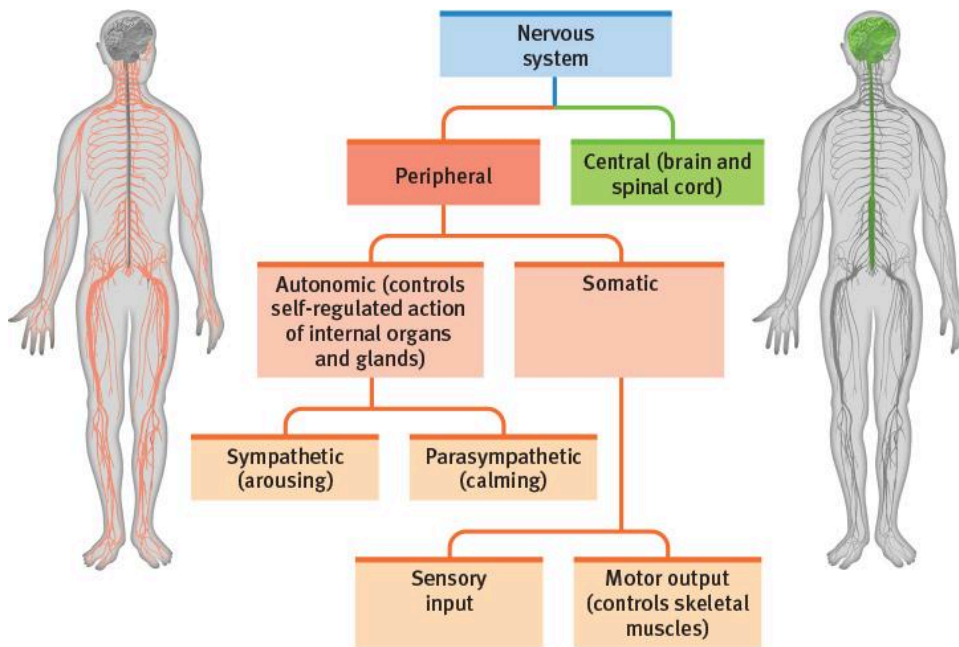 Nervous
system
Peripheral
Central (brain and
spinal cord)
Autonomic (controls
self-regulated action
of internal organs
and glands)
Somatic
Sympathetic
(arousing)
Parasympathetic
(calming)
Sensory
input
Motor output
(controls skeletal
muscles)